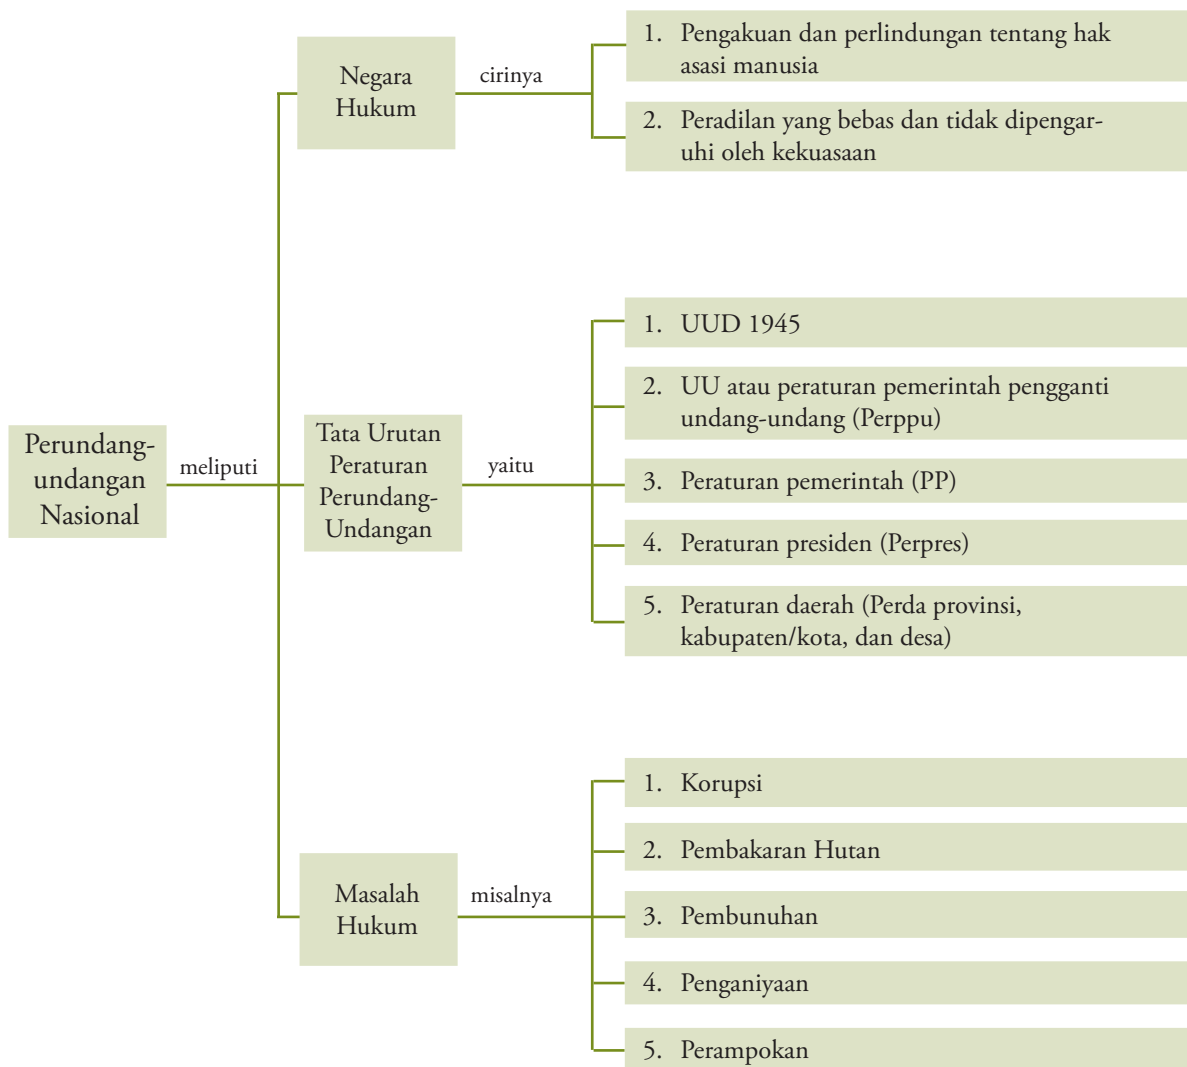 Perundang-
undangan
Nasional
meliputi
Negara
Hukum
cirinya
1. Pengakuan dan perlindungan tentang hak
asasi manusia
2. Peradilan yang bebas dan tidak dipengar-
uhi oleh kekuasaan
Tata Urutan
Peraturan
Perundang-
Undangan
yaitu
1. UUD 1945
2. UU atau peraturan pemerintah pengganti
undang-undang (Perppu)
3. Peraturan pemerintah (PP)
4. Peraturan presiden (Perpres)
5. Peraturan daerah (Perda provinsi,
kabupaten/kota, dan desa)
Masalah
Hukum
misalnya
1. Korupsi
2. Pembakaran Hutan
3. Pembunuhan
4. Penganiyaan
5. Perampokan